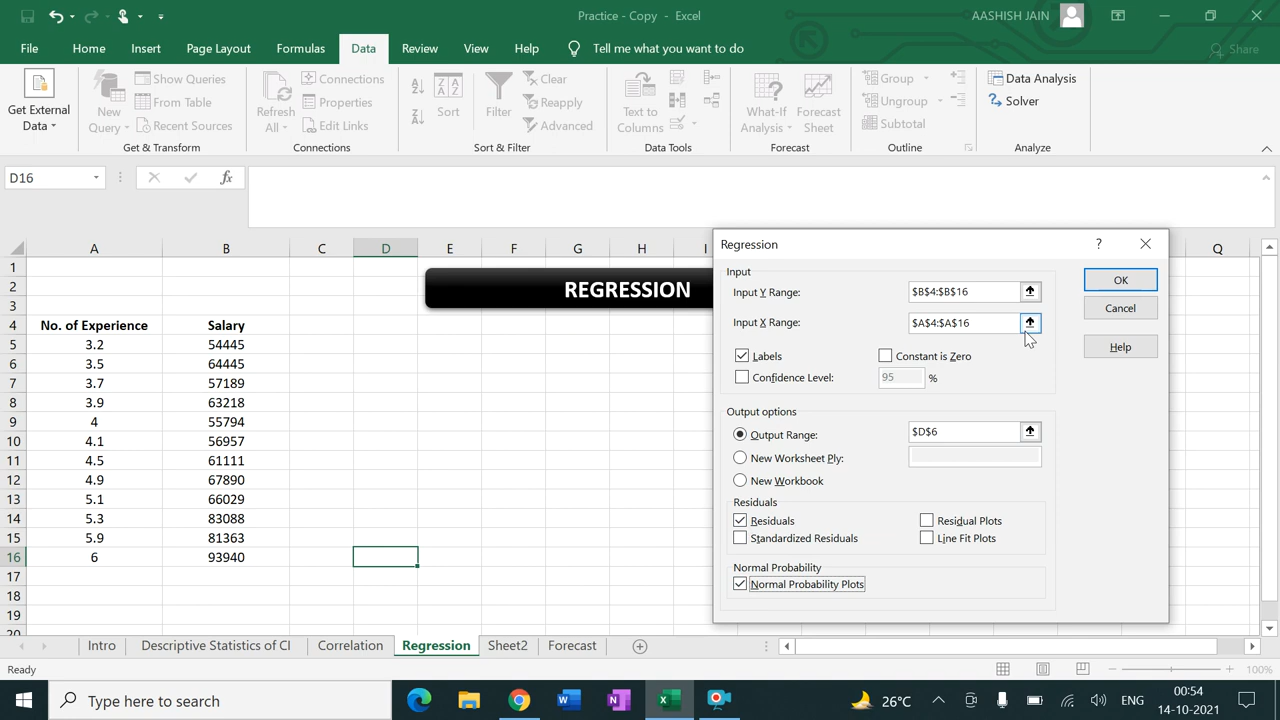 Practice - Copy - Excel
AASHISH JAIN
File Home Insert Page Layout Formulas Data Review View Help Tell me what you want to do Share
Get External Data
New Query
Show Queries
From Table
Recent Sources
Get & Transform
Refresh All
Connections
Properties
Edit Links
Connections
Sort
Filter
Clear
Reapply
Advanced
Sort & Filter
Text to Columns
Data Tools
What-If Analysis
Forecast Sheet
Forecast
Group
Ungroup
Subtotal
Outline
Data Analysis
Solver
Analyze
D16
fx
A B C D E F G H I Q
1
2
3
REGRESSION
4 No. of Experience Salary
5 3.2 54445
6 3.5 64445
7 3.7 57189
8 3.9 63218
9 4 55794
10 4.1 56957
11 4.5 61111
12 4.9 67890
13 5.1 66029
14 5.3 83088
15 5.9 81363
16 6 93940
17
18
19
20
Regression
?
Input
Input Y Range: $B$4:$B$16
Input X Range: $A$4:$A$16
Labels Constant is Zero
Confidence Level: 95 %
OK
Cancel
Help
Output options
Output Range: $D$6
New Worksheet Ply:
New Workbook
Residuals
Residuals Residual Plots
Standardized Residuals Line Fit Plots
Normal Probability
Normal Probability Plots
Intro Descriptive Statistics of CI Correlation Regression Sheet2 Forecast
Ready
100%
Type here to search
26°C
ENG
00:54
14-10-2021